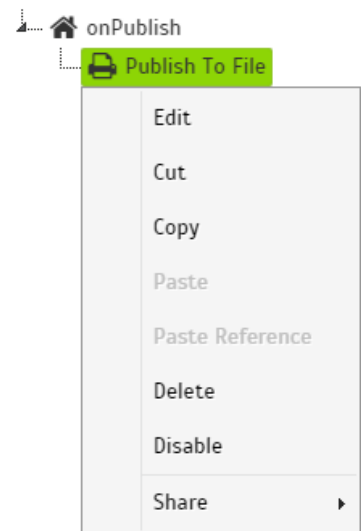 onPublish
Publish To File
Edit
Cut
Copy
Paste
Paste Reference
Delete
Disable
Share